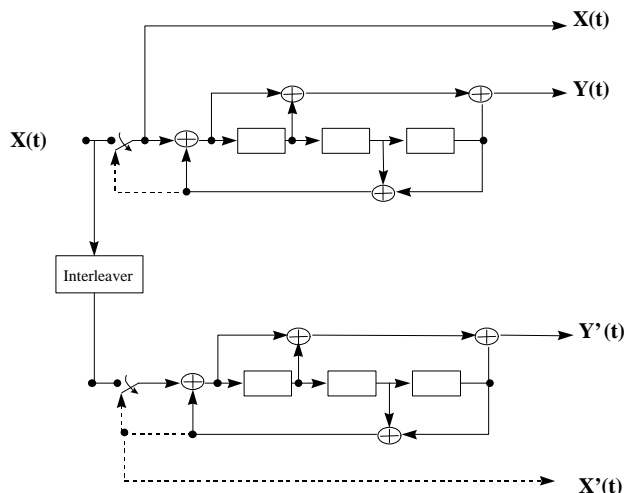 X(t)
Y(t)
X(t)
Interleaver
Y’(t)
X’(t)